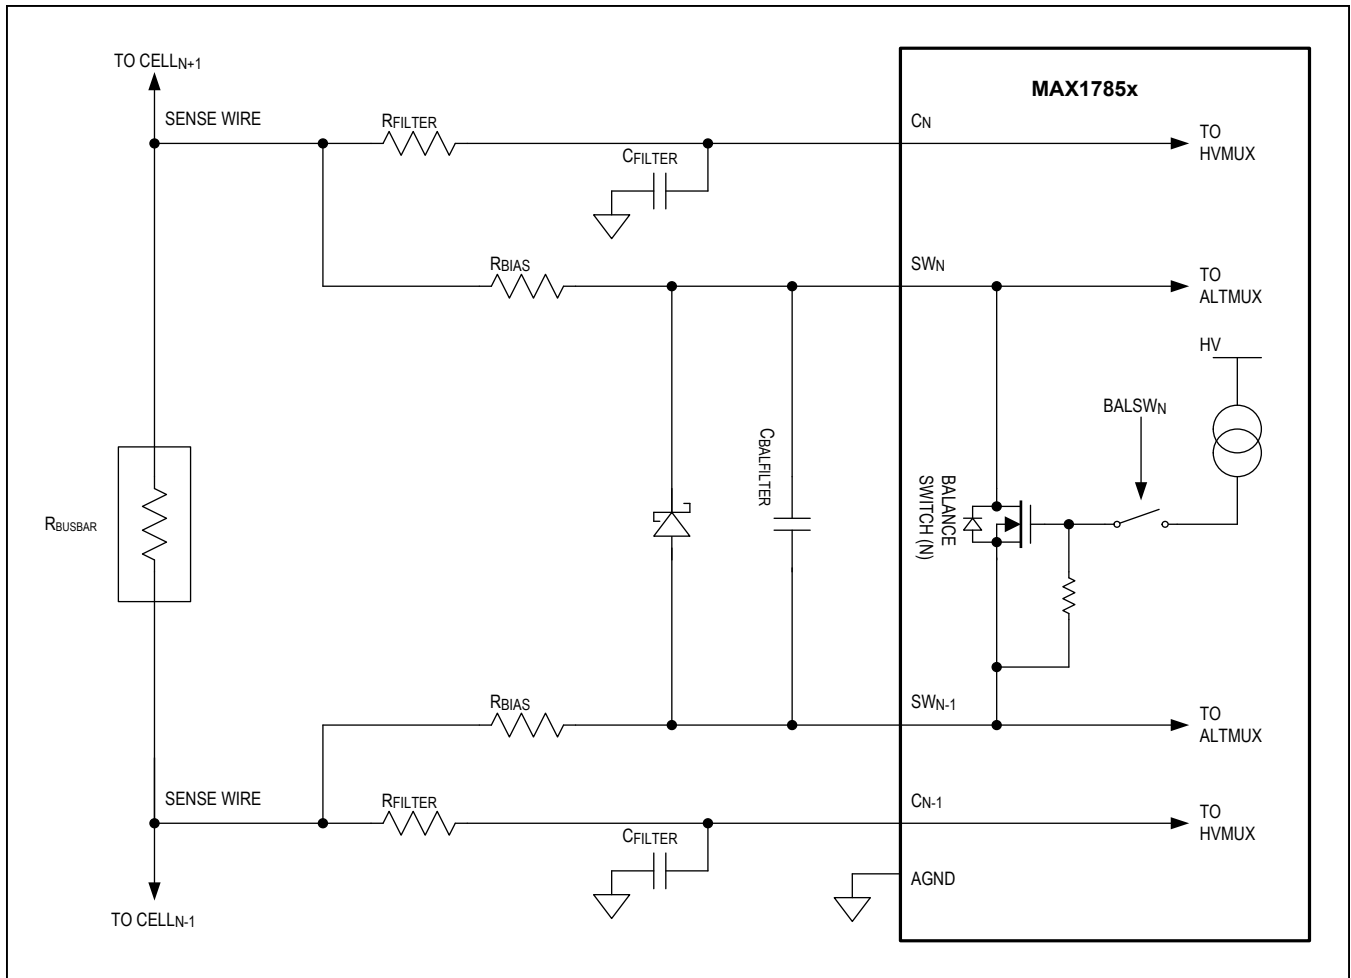 TO CELLN+1
MAX1785x
SENSE WIRE
RFILTER
CN
TO
HVMUX
CFILTER
RBIAS
SWN
TO
ALTMUX
HV
BALSWN
CBALFILTER
BALANCE
SWITCH (N)
RBUSBAR
RBIAS
SWN-1
TO
ALTMUX
SENSE WIRE
RFILTER
CN-1
TO
HVMUX
CFILTER
AGND
TO CELLN-1